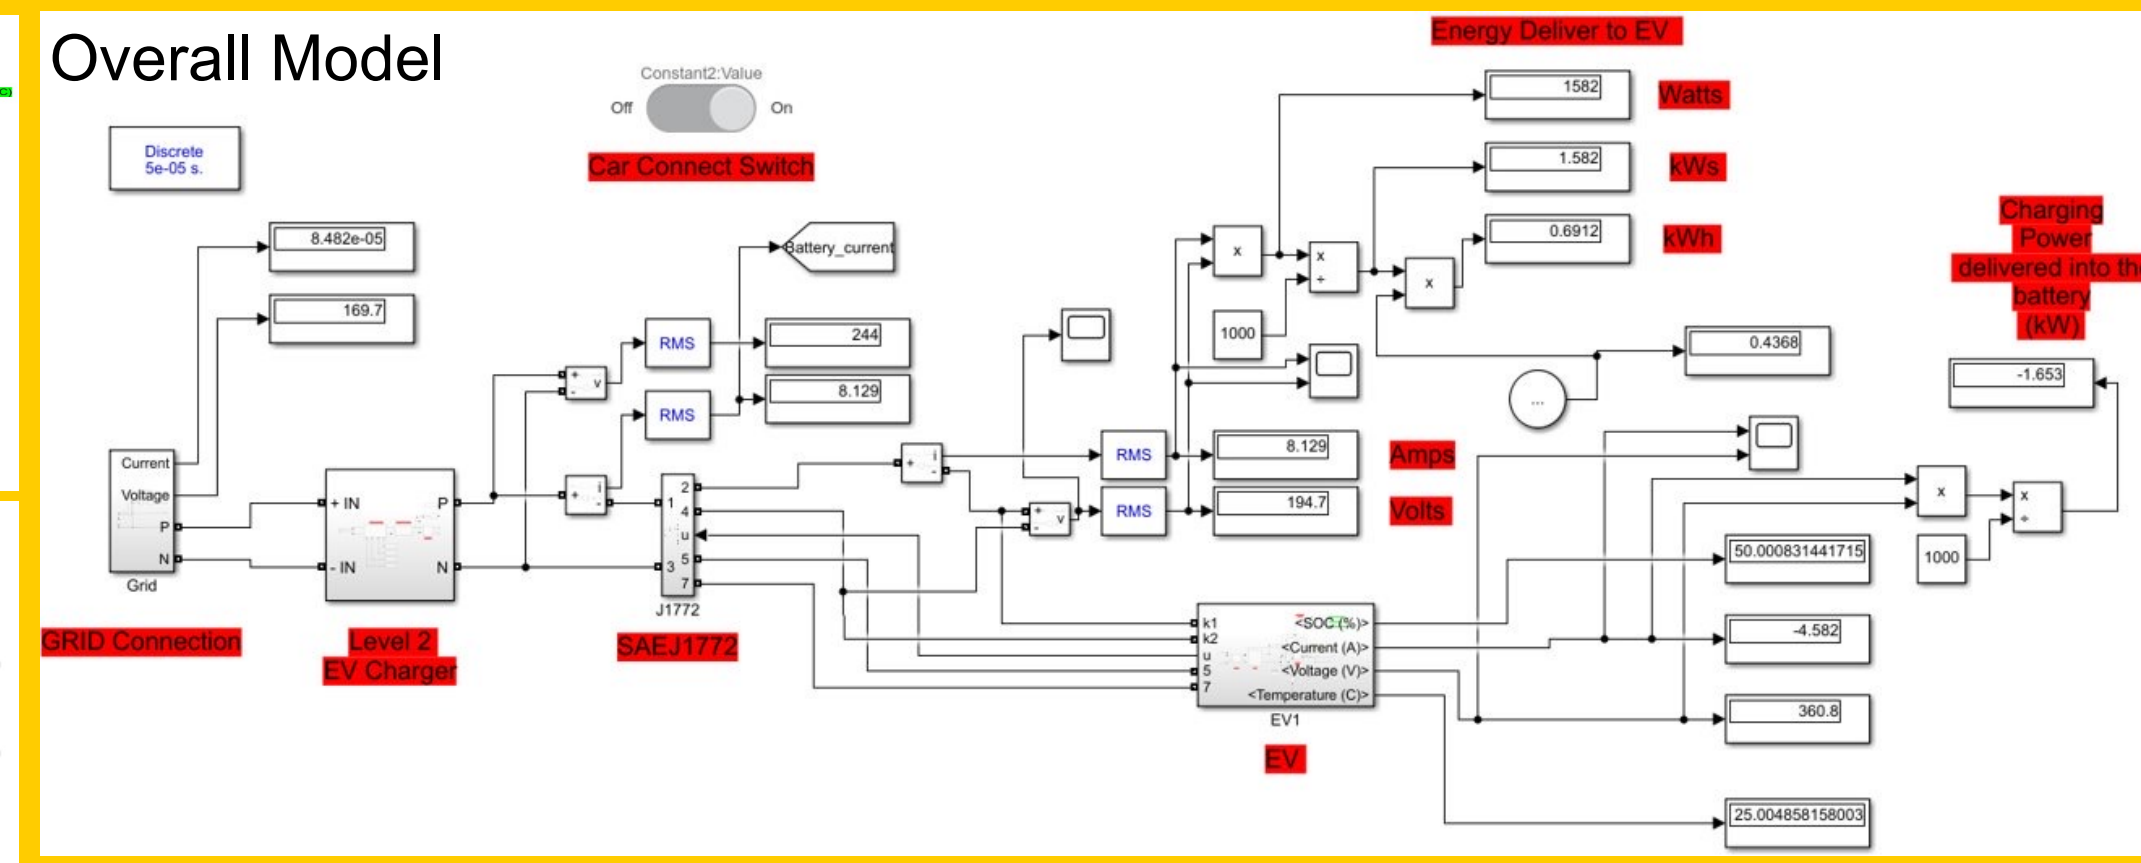 Overall Model
Energy Deliver to EV
Constant2:Value
Off
On
Car Connect Switch
Discrete
5e-05 s.
1582
Watts
1.582
kWs
0.6912
kWh
Charging
Power
delivered into the
battery
(kW)
8.482e-05
169.7
Battery_current
x
x
÷
x
1000
RMS
244
RMS
8.129
+
-
v
+
i
-
0.4368
...
-1.653
Current
Voltage
P
N
Grid
+ IN
- IN
P
N
1
3
2
4
u
5
7
J1772
+
i
-
+
-
v
RMS
8.129
Amps
RMS
194.7
Volts
x
x
÷
1000
50.000831441715
-4.582
360.8
25.004858158003
k1
k2
u
5
7
<SOC (%)>
<Current (A)>
<Voltage (V)>
<Temperature (C)>
EV1
GRID Connection
Level 2
EV Charger
SAEJ1772
EV